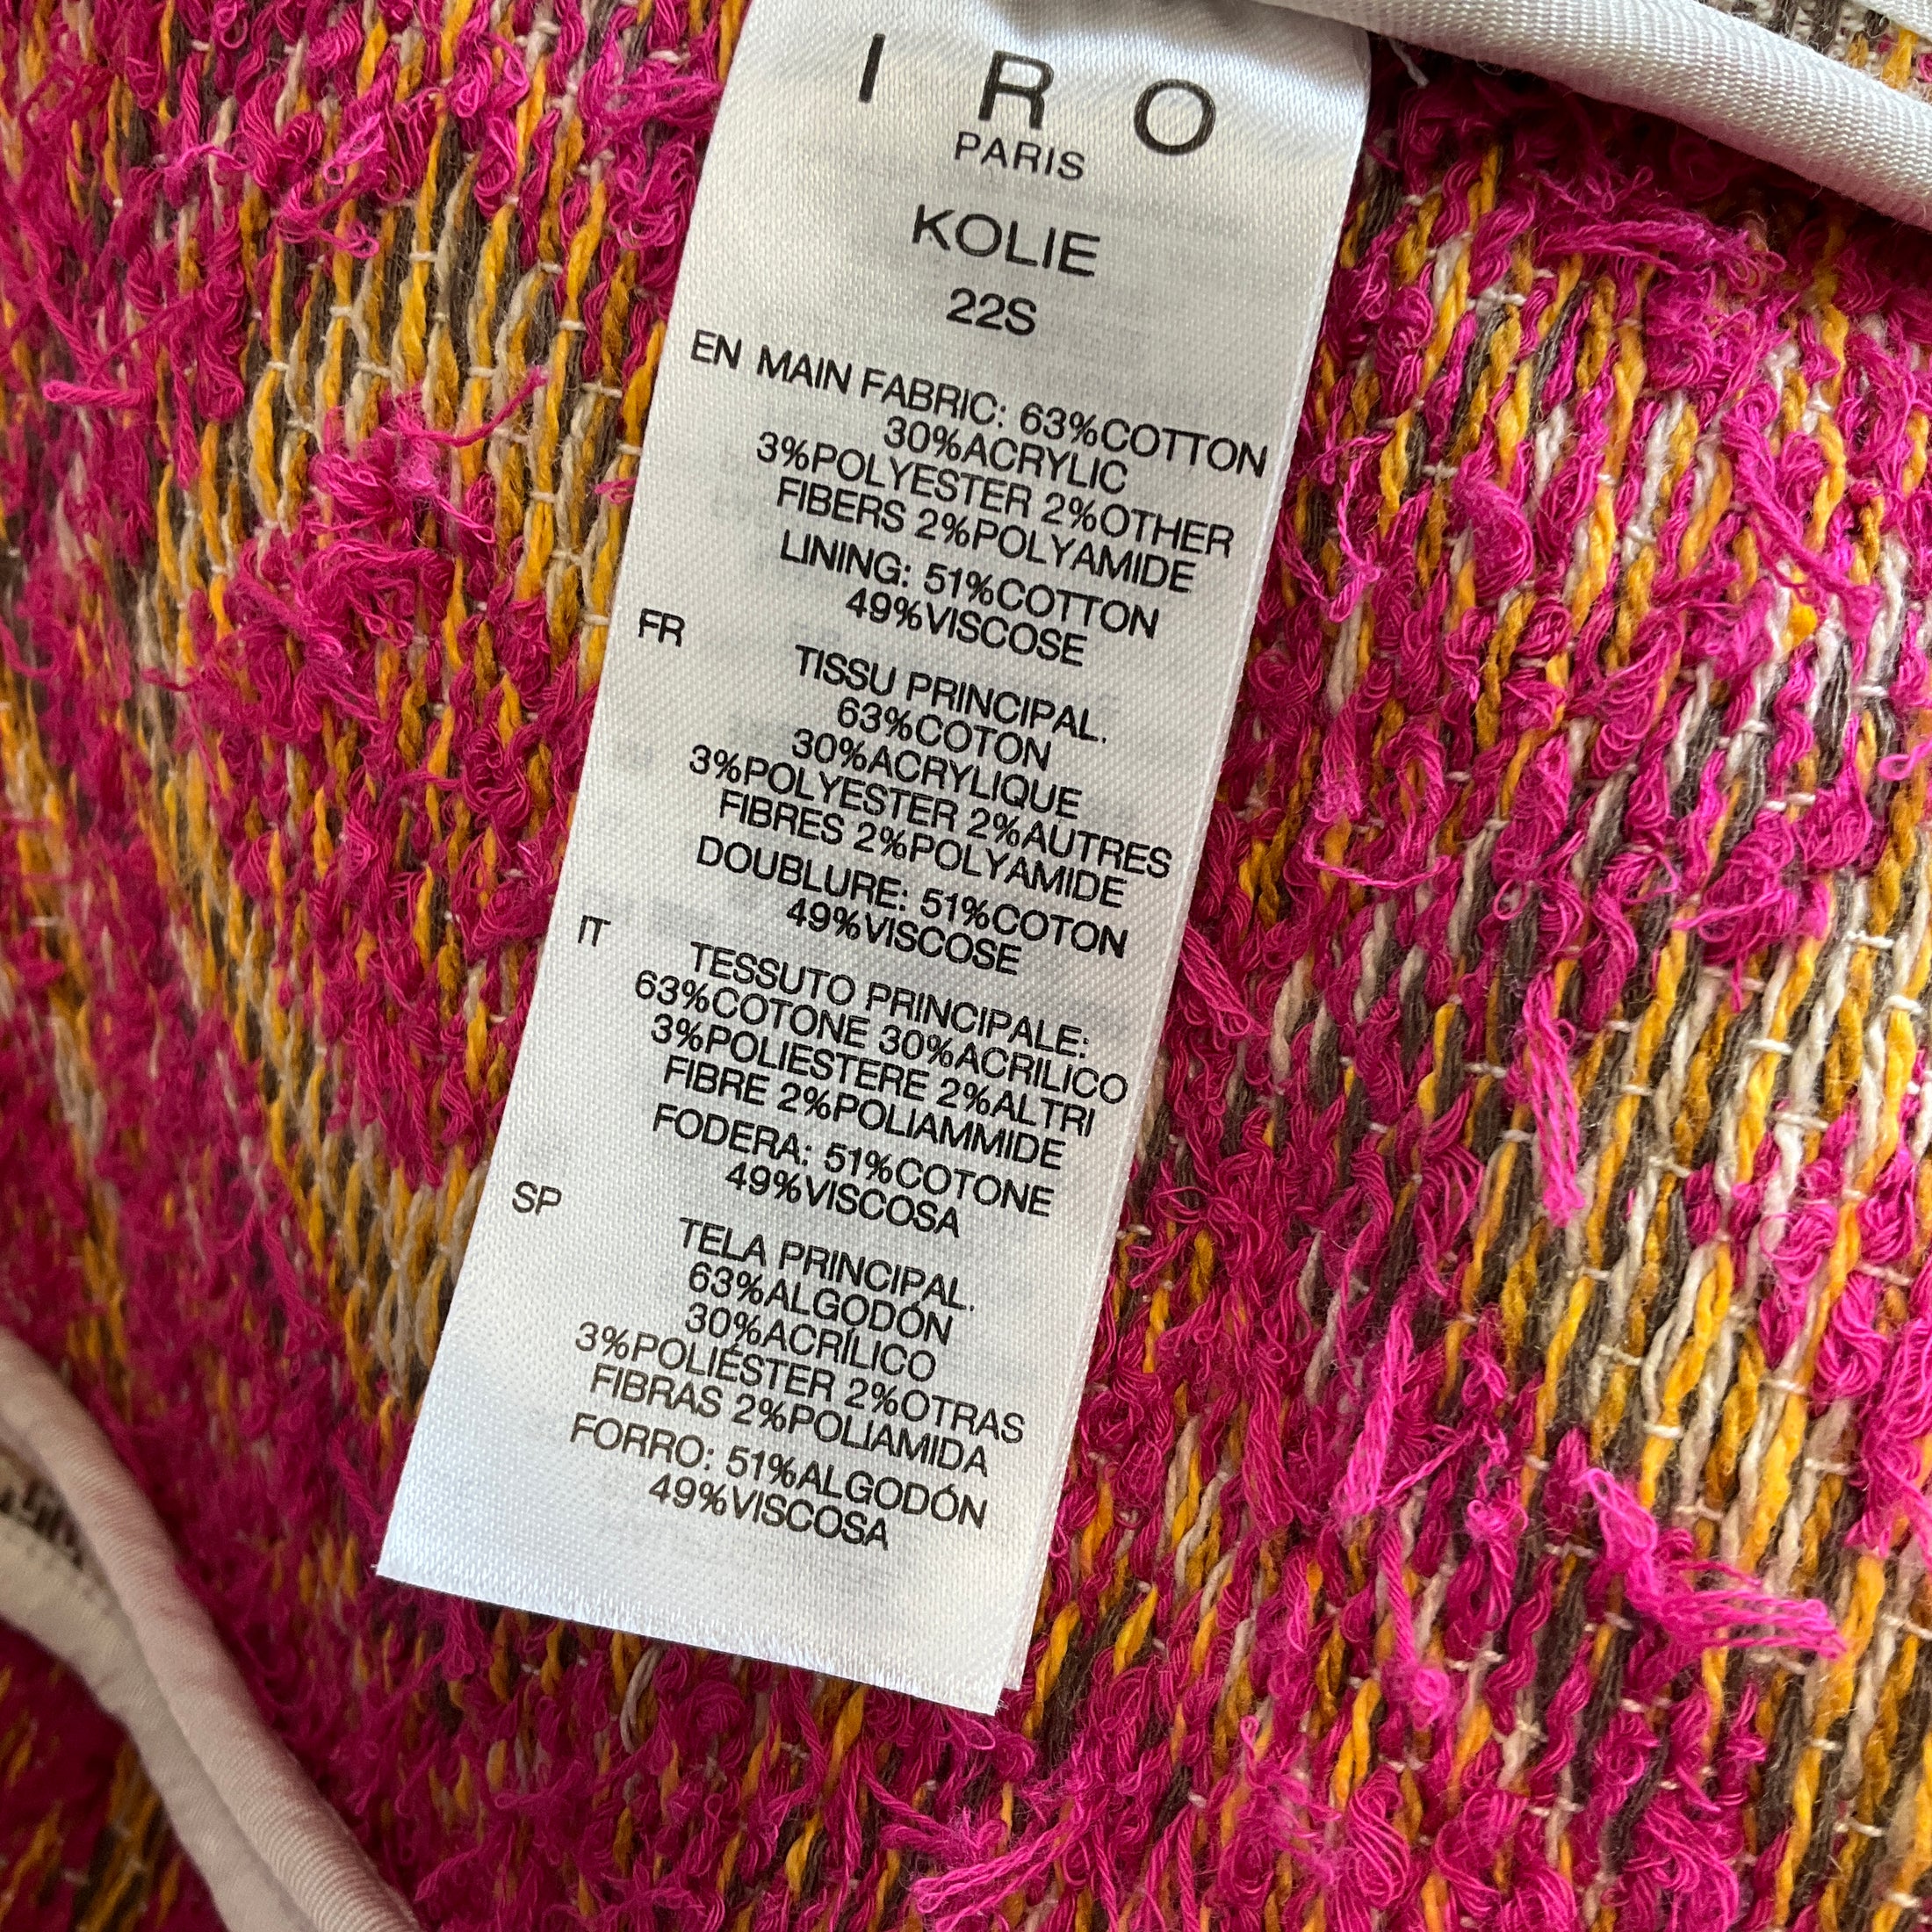 I R O
PARIS
KOLIE
22S
EN MAIN FABRIC: 63%COTTON
30%ACRYLIC
3%POLYESTER 2%OTHER
FIBERS 2%POLYAMIDE
LINING: 51%COTTON
49%VISCOSE
FR
TISSU PRINCIPAL.
63%COTON
30%ACRYLIQUE
3%POLYESTER 2%AUTRES
FIBRES 2%POLYAMIDE
DOUBLURE: 51%COTON
49%VISCOSE
IT
TESSUTO PRINCIPALE:
63%COTONE 30%ACRILICO
3%POLIESTERE 2%ALTRI
FIBRE 2%POLIAMMIDE
FODERA: 51%COTONE
49%VISCOSA
SP
TELA PRINCIPAL.
63%ALGODÓN
30%ACRÍLICO
3%POLIÉSTER 2%OTRAS
FIBRAS 2%POLIAMIDA
FORRO: 51%ALGODÓN
49%VISCOSA